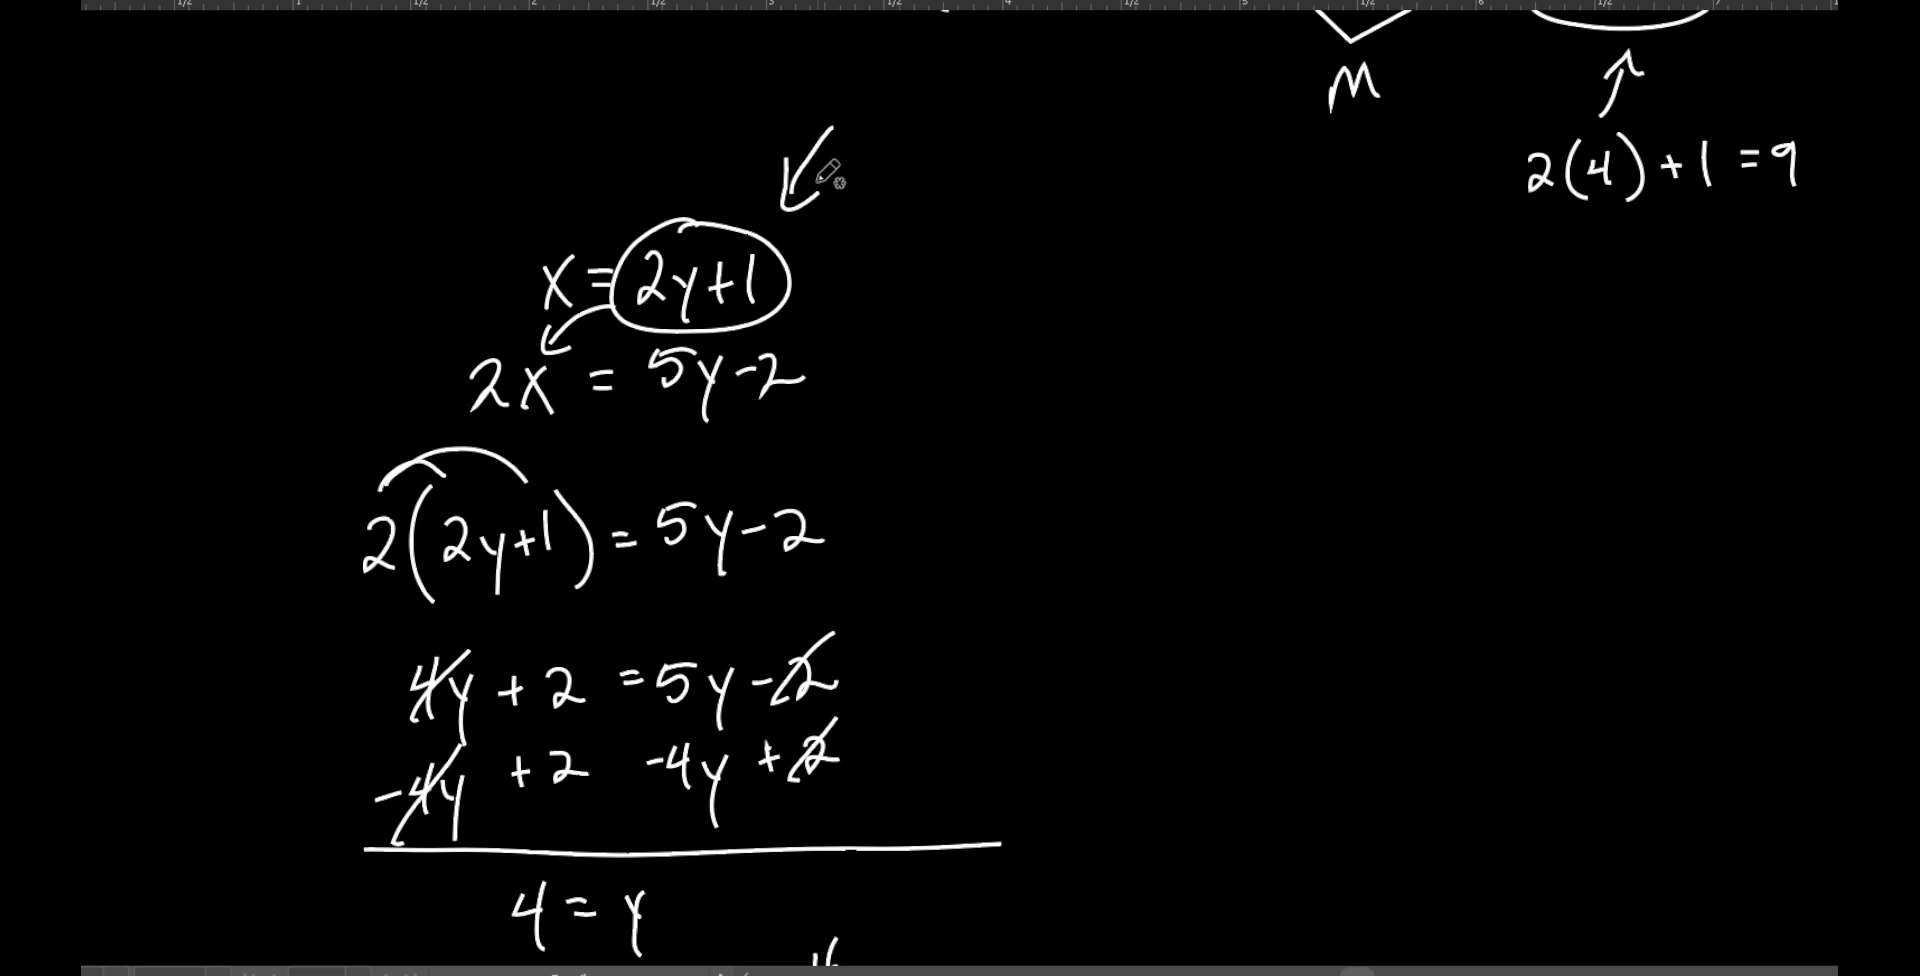 M
2(4)+1=9
x=2y+1
2x=5y-2
2(2y+1)=5y-2
4y+2=5y-2
-4y +2 -4y +2
4=y